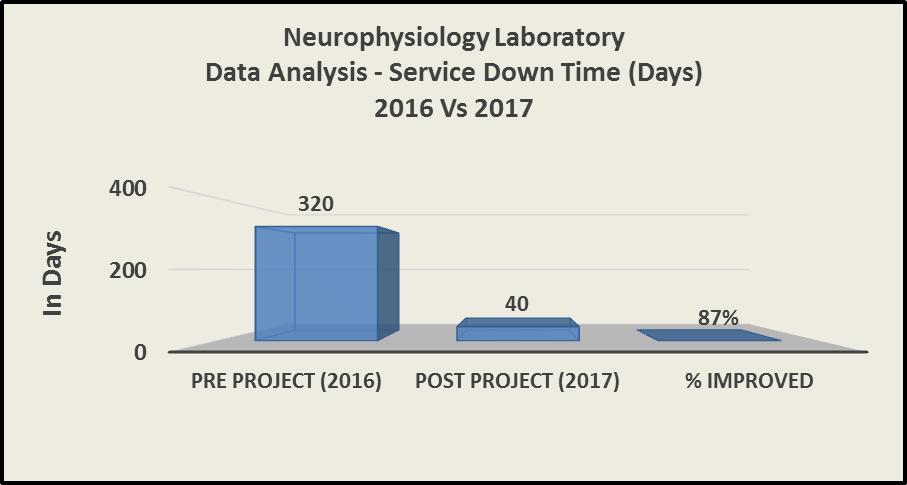 Neurophysiology Laboratory
Data Analysis - Service Down Time (Days)
2016 Vs 2017
In Days
400
200
0
320
40
87%
PRE PROJECT (2016)
POST PROJECT (2017)
% IMPROVED